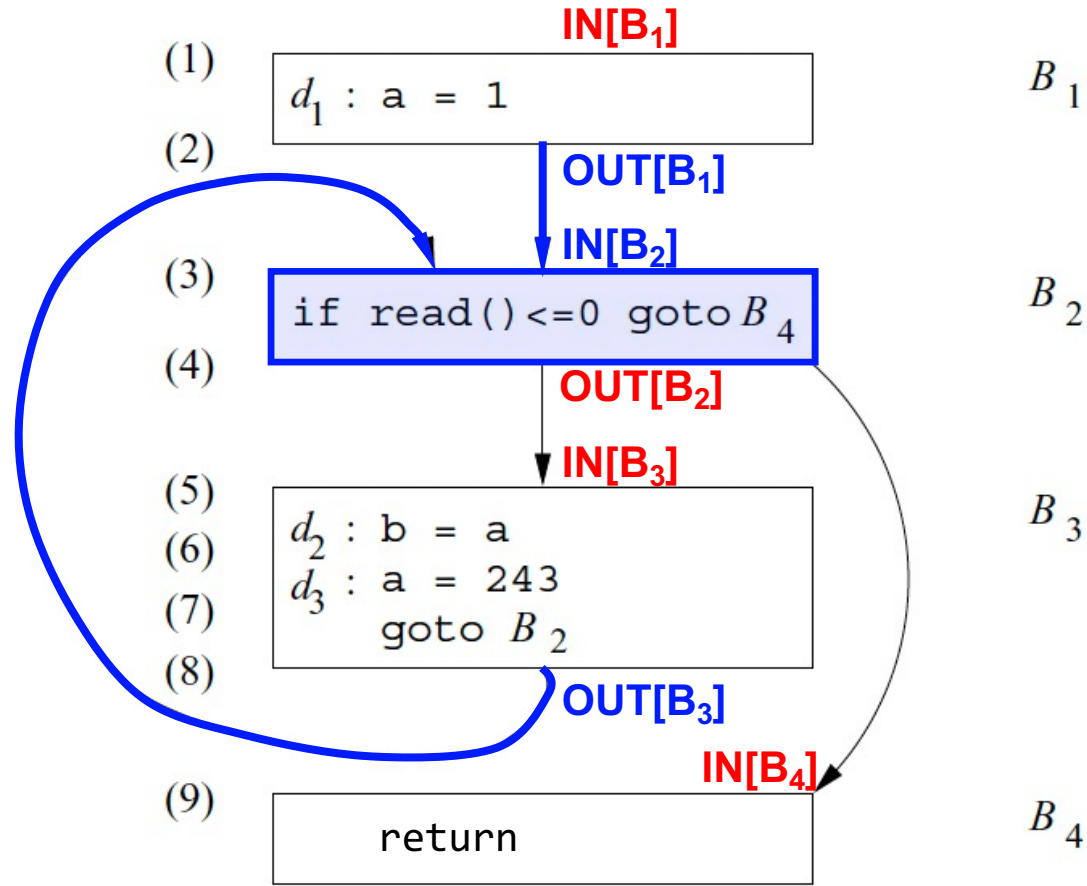 IN[B₁]
(1) d₁ : a = 1 B₁
(2) OUT[B₁]
IN[B₂]
(3) if read()<=0 goto B₄ B₂
(4) OUT[B₂]
IN[B₃]
(5) d₂ : b = a B₃
(6) d₃ : a = 243
(7) goto B₂
(8) OUT[B₃]
IN[B₄]
(9) return B₄